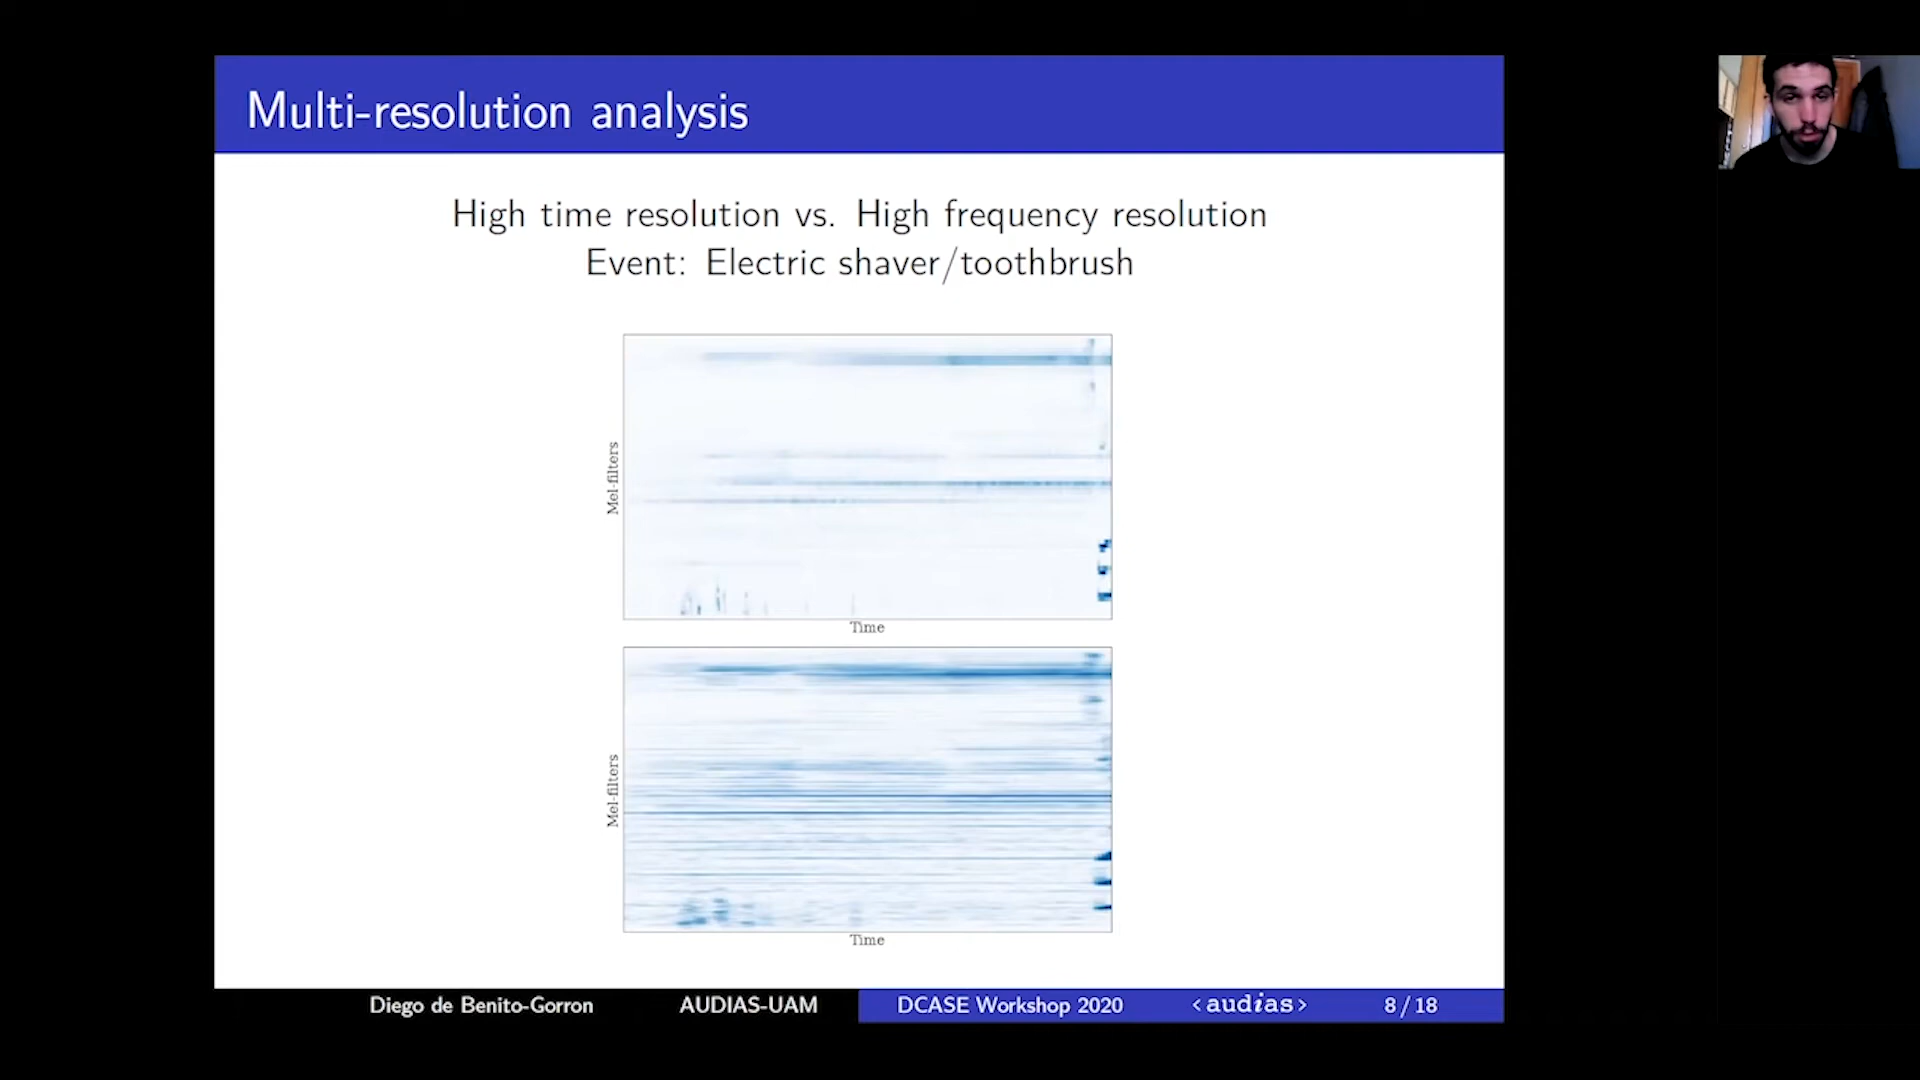 Multi-resolution analysis
High time resolution vs. High frequency resolution
Event: Electric shaver/toothbrush
Mel-filters
Time
Mel-filters
Time
Diego de Benito-Gorron AUDIAS-UAM DCASE Workshop 2020 <audias> 8/18